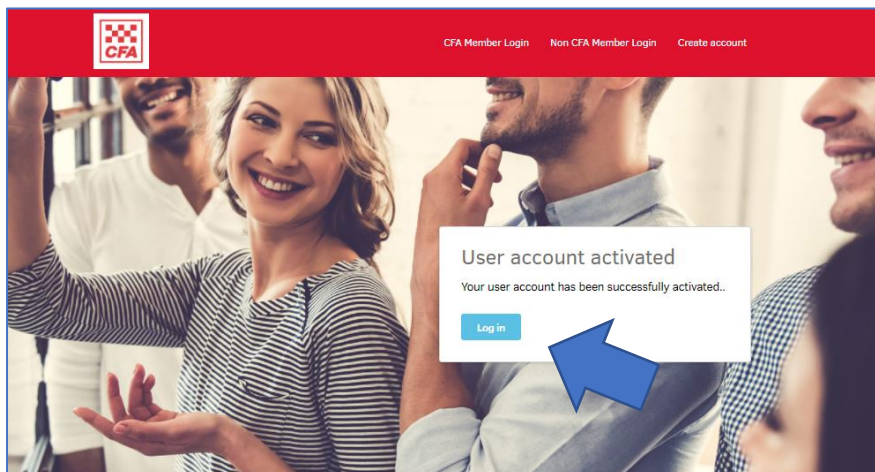 CFA
CFA Member Login Non CFA Member Login Create account
User account activated
Your user account has been successfully activated..
Log in